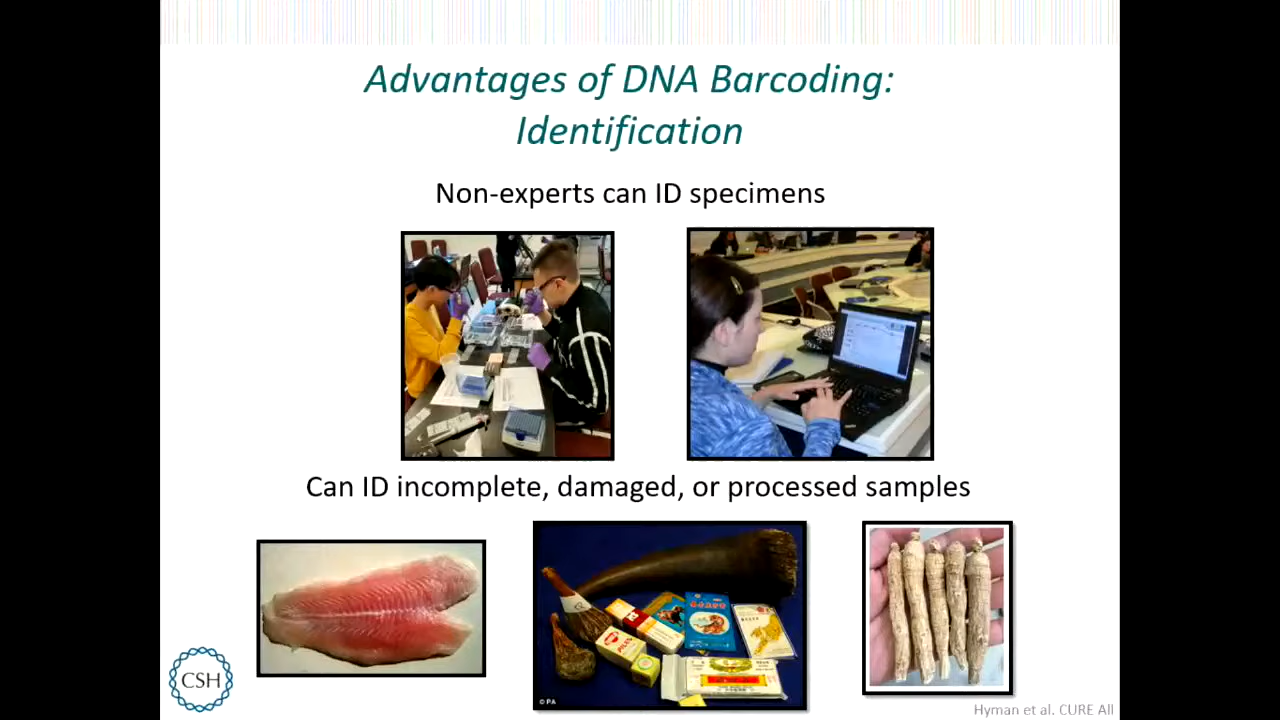 Advantages of DNA Barcoding:
Identification
Non-experts can ID specimens
Can ID incomplete, damaged, or processed samples
PILLS
© PA
CSH
Hyman et al. CURE All